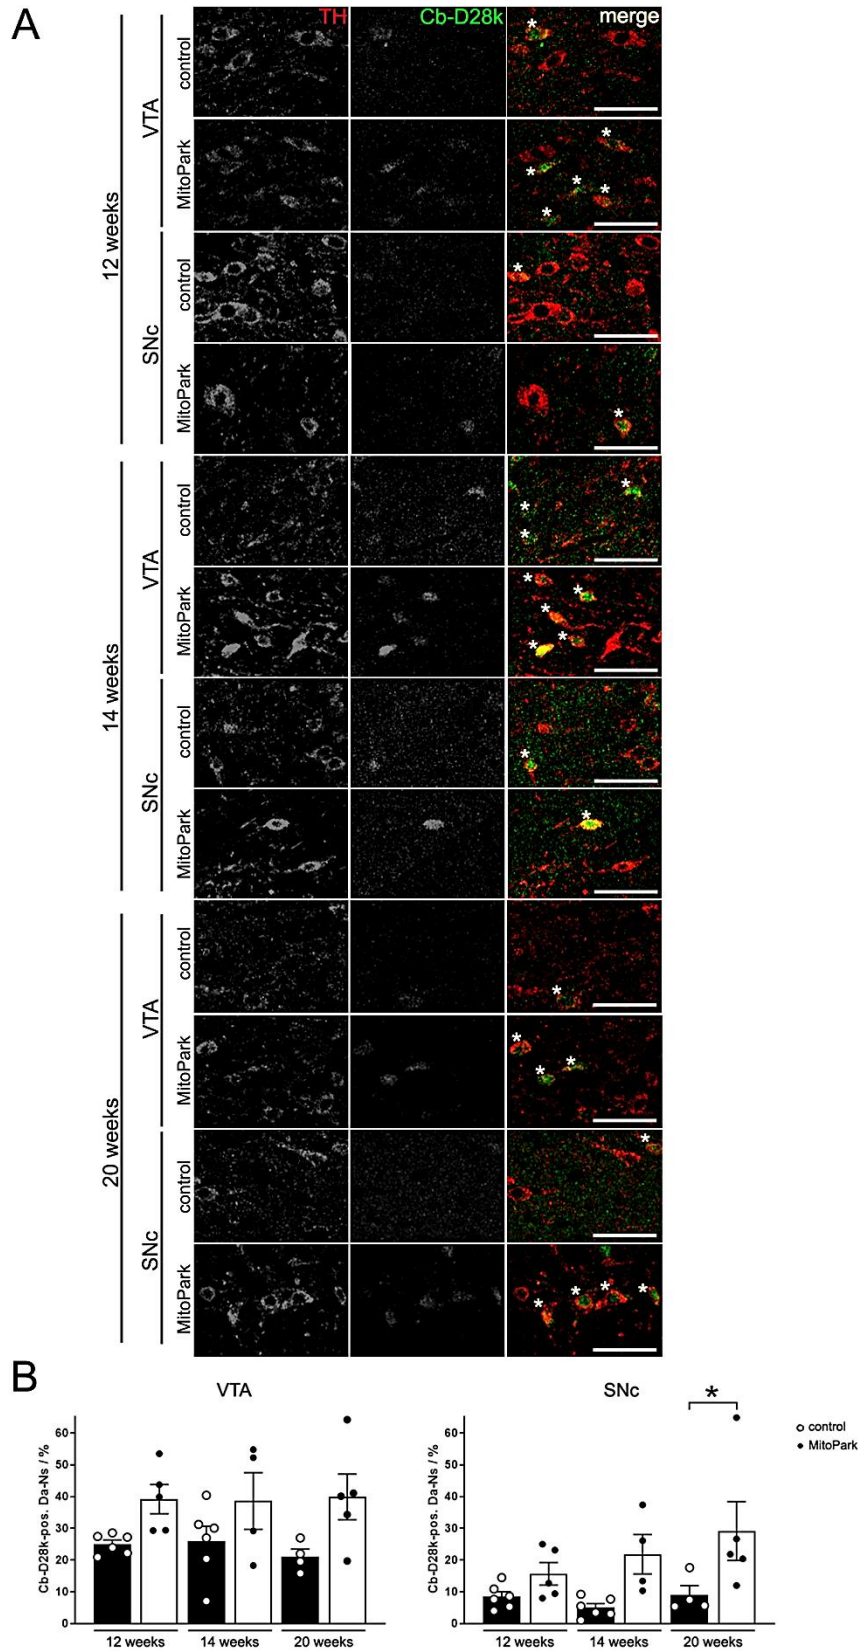 A
TH
Cb-D28k
merge
12 weeks
VTA
control
MitoPark
SNc
control
MitoPark
14 weeks
VTA
control
MitoPark
SNc
control
MitoPark
20 weeks
VTA
control
MitoPark
SNc
control
MitoPark
B
VTA
Cb-D28k-pos. Da-Ns / %
60
50
40
30
20
10
0
12 weeks
14 weeks
20 weeks
SNc
*
Cb-D28k-pos. Da-Ns / %
60
50
40
30
20
10
0
12 weeks
14 weeks
20 weeks
control
MitoPark